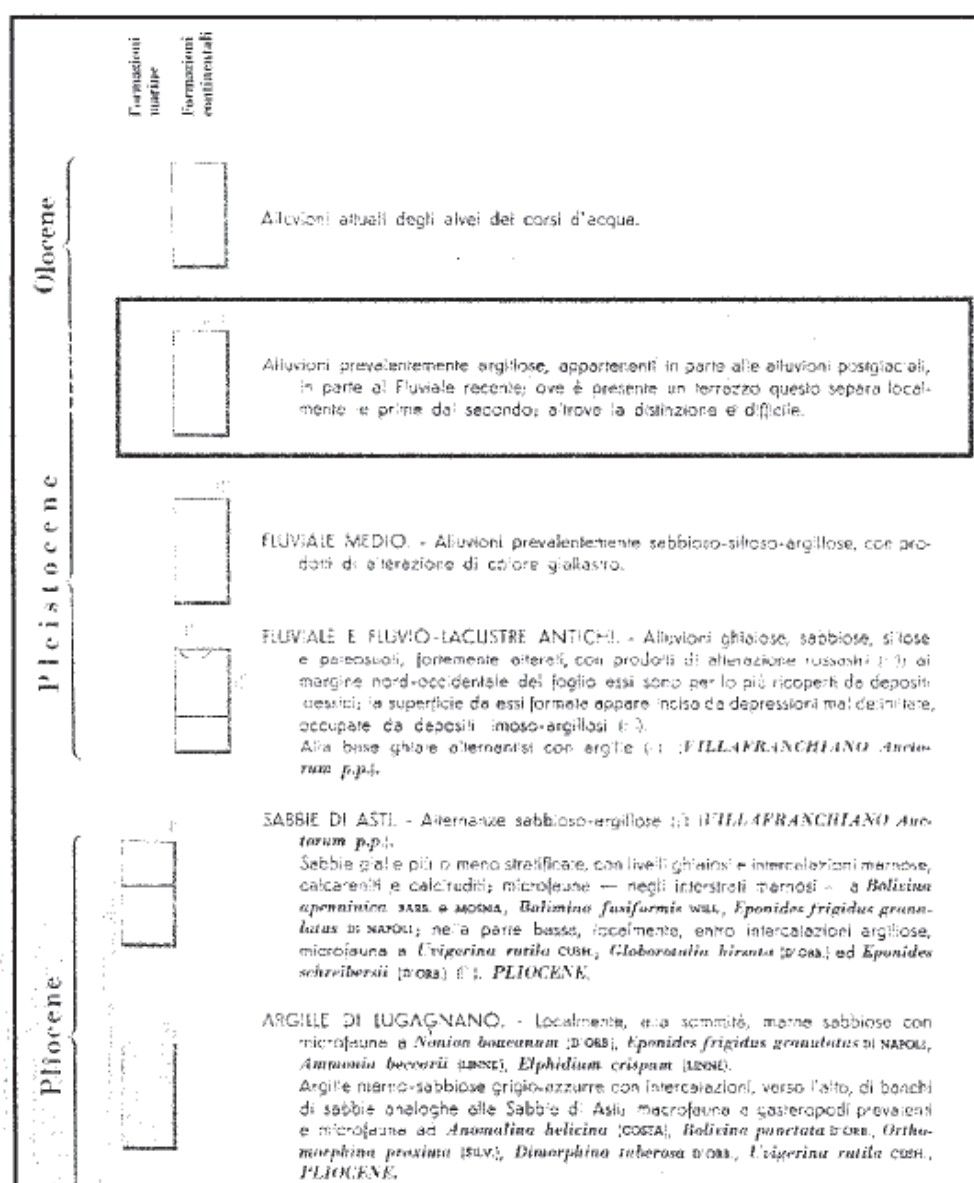 Formazioni
marine
Formazioni
continentali
Olocene
Alluvioni attuali degli alvei dei corsi d'acqua.
Alluvioni prevalentemente argillose, appartenenti in parte alle alluvioni postglaciali,
in parte al Fluviale recente; ove è presente un terrazzo questo separa local-
mente le prime dal secondo; altrove la distinzione è difficile.
Pleistocene
FLUVIALE MEDIO. - Alluvioni prevalentemente sabbioso-siltoso-argillose, con pro-
dotti di alterazione di colore giallastro.
FLUVIALE E FLUVIO-LACUSTRE ANTICHI. - Alluvioni ghiaiose, sabbiose, siltose
e paleosuoli, fortemente alterati, con prodotti di alterazione rossastri ai
margine nord-occidentale del foglio essi sono per lo più ricoperti da depositi
loessici; la superficie da essi formata appare incisa da depressioni mal delimitate,
occupate da depositi limoso-argillosi
Alla base ghiaie alternantisi con argille (VILLAFRANCHIANO Aucto-
rum p.p.).
Pliocene
SABBIE DI ASTI. - Alternanze sabbioso-argillose (VILLAFRANCHIANO Auc-
torum p.p.).
Sabbie gialle più o meno stratificate, con livelli ghiaiosi e intercalazioni marnose,
calcareniti e calciruditi; microfaune — negli interstrati marnosi - a Bolivina
apenninica BARB. e MOSNA, Bulimina fusiformis WILL., Eponides frigidus granu-
latus DI NAPOLI; nella parte bassa, localmente, entro intercalazioni argillose,
microfauna a Uvigerina rutila CUSH., Globorotalia hirsuta (D'ORB.) ed Eponides
schreibersii (D'ORB.) PLIOCENE.
ARGILLE DI LUGAGNANO. - Localmente, alla sommità, marne sabbiose con
microfauna a Nonion boueanum (D'ORB), Eponides frigidus granulatus DI NAPOLI,
Ammonia beccarii (LINNE), Elphidium crispum (LINNE).
Argille marno-sabbiose grigio-azzurre con intercalazioni, verso l'alto, di banchi
di sabbie analoghe alle Sabbie di Asti; macrofauna a gasteropodi prevalenti
e microfauna ad Anomalina helicina (COSTA), Bolivina punctata D'ORB., Ortho-
morphina proxima (SILV.), Dimorphina tuberosa D'ORB., Uvigerina rutila CUSH.,
PLIOCENE.